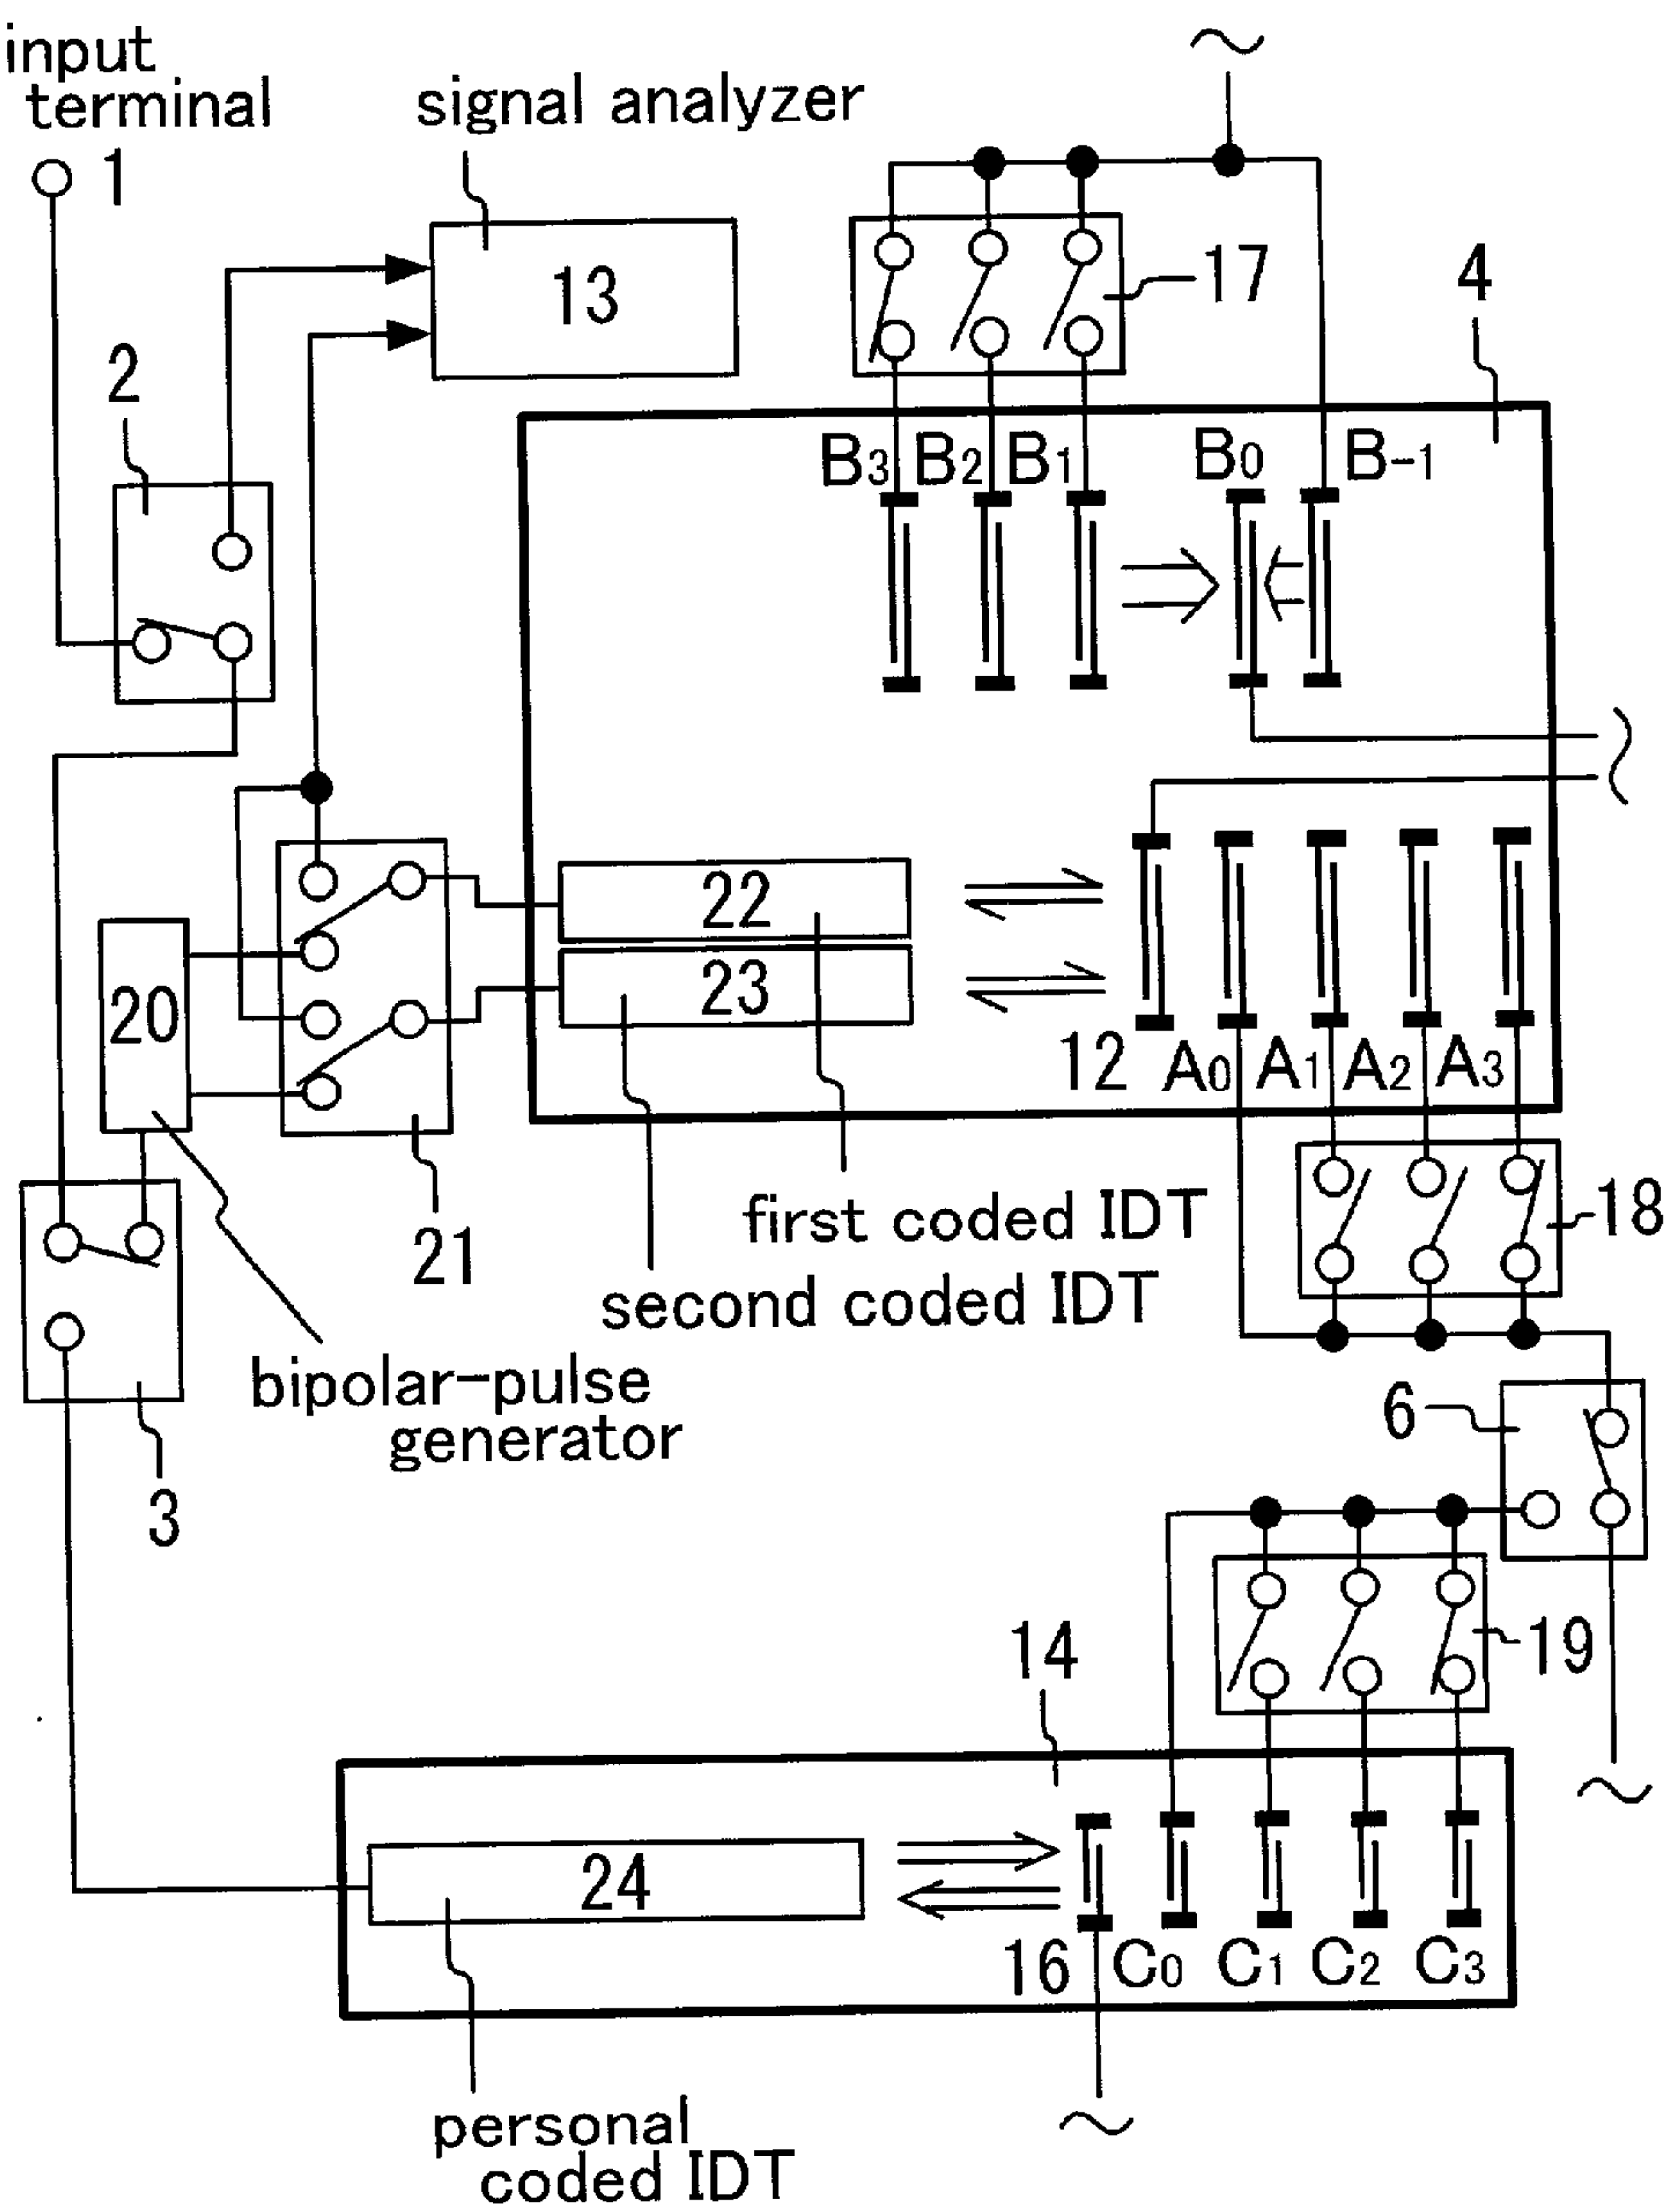 input
terminal
1
signal analyzer
13
17
4
2
B3 B2 B1 B0 B-1
22
23
20
12 A0 A1 A2 A3
21
18
first coded IDT
second coded IDT
bipolar-pulse
generator
6
3
19
14
24
16 C0 C1 C2 C3
personal
coded IDT